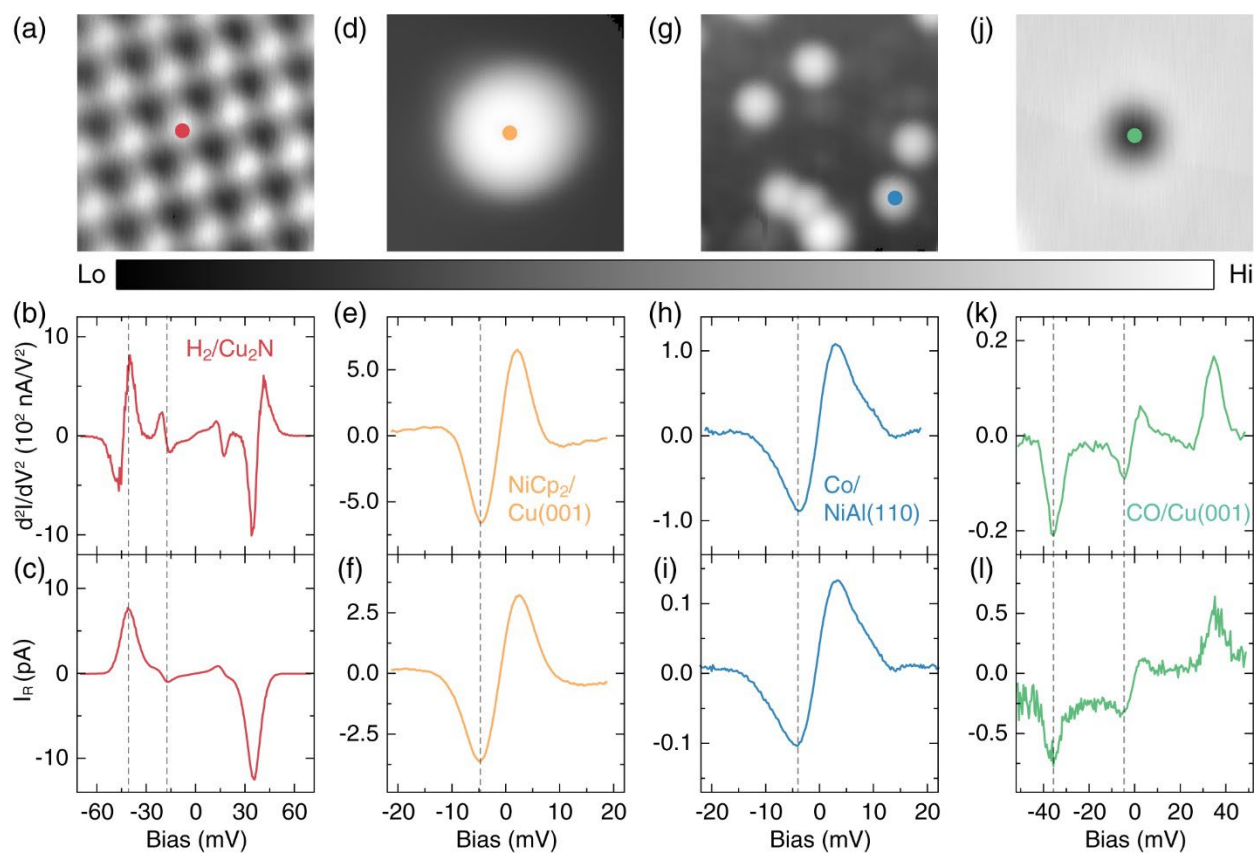 (a) (d) (g) (j)
Lo Hi
(b) (e) (h) (k)
d²I/dV² (10² nA/V²)
10
0
-10
H₂/Cu₂N
5.0
0.0
-5.0
NiCp₂/
Cu(001)
1.0
0.0
-1.0
Co/
NiAl(110)
0.2
0.0
-0.2
CO/Cu(001)
(c) (f) (i) (l)
I_R (pA)
10
0
-10
2.5
0.0
-2.5
0.1
0.0
-0.1
0.5
0.0
-0.5
-60 -30 0 30 60
-20 -10 0 10 20
-20 -10 0 10 20
-40 -20 0 20 40
Bias (mV) Bias (mV) Bias (mV) Bias (mV)